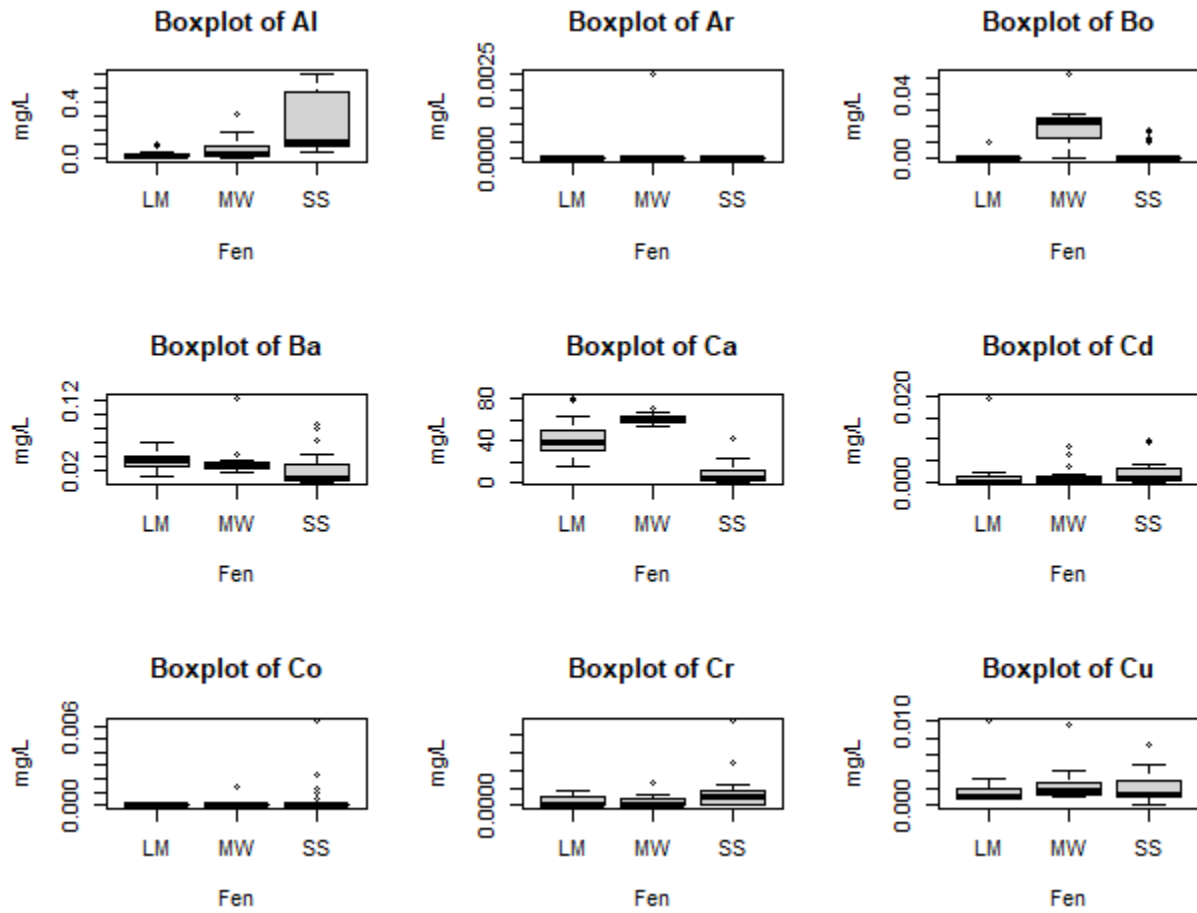 Boxplot of Al
mg/L
0.4
0.0
LM MW SS
Fen
Boxplot of Ar
mg/L
0.0025
0.0000
LM MW SS
Fen
Boxplot of Bo
mg/L
0.04
0.00
LM MW SS
Fen
Boxplot of Ba
mg/L
0.12
0.02
LM MW SS
Fen
Boxplot of Ca
mg/L
80
40
0
LM MW SS
Fen
Boxplot of Cd
mg/L
0.020
0.000
LM MW SS
Fen
Boxplot of Co
mg/L
0.006
0.000
LM MW SS
Fen
Boxplot of Cr
mg/L
0.0000
LM MW SS
Fen
Boxplot of Cu
mg/L
0.010
0.000
LM MW SS
Fen